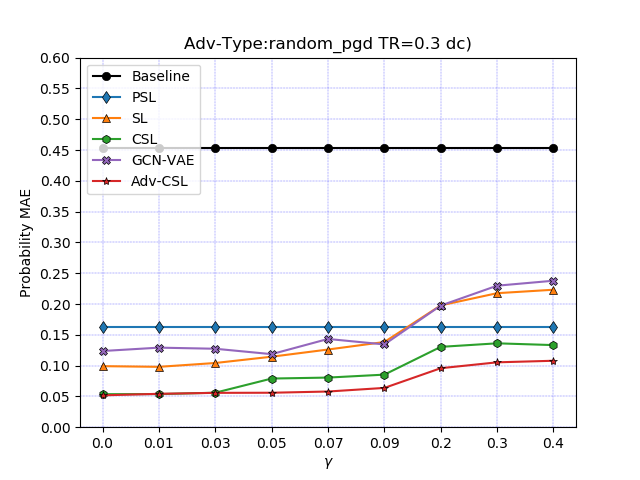 Adv-Type:random_pgd TR=0.3 dc)
Probability MAE
0.60
0.55
0.50
0.45
0.40
0.35
0.30
0.25
0.20
0.15
0.10
0.05
0.00
Baseline
PSL
SL
CSL
GCN-VAE
Adv-CSL
0.0 0.01 0.03 0.05 0.07 0.09 0.2 0.3 0.4
γ